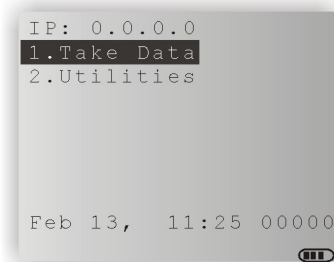 IP: 0.0.0.0
1.Take Data
2.Utilities
Feb 13, 11:25 00000